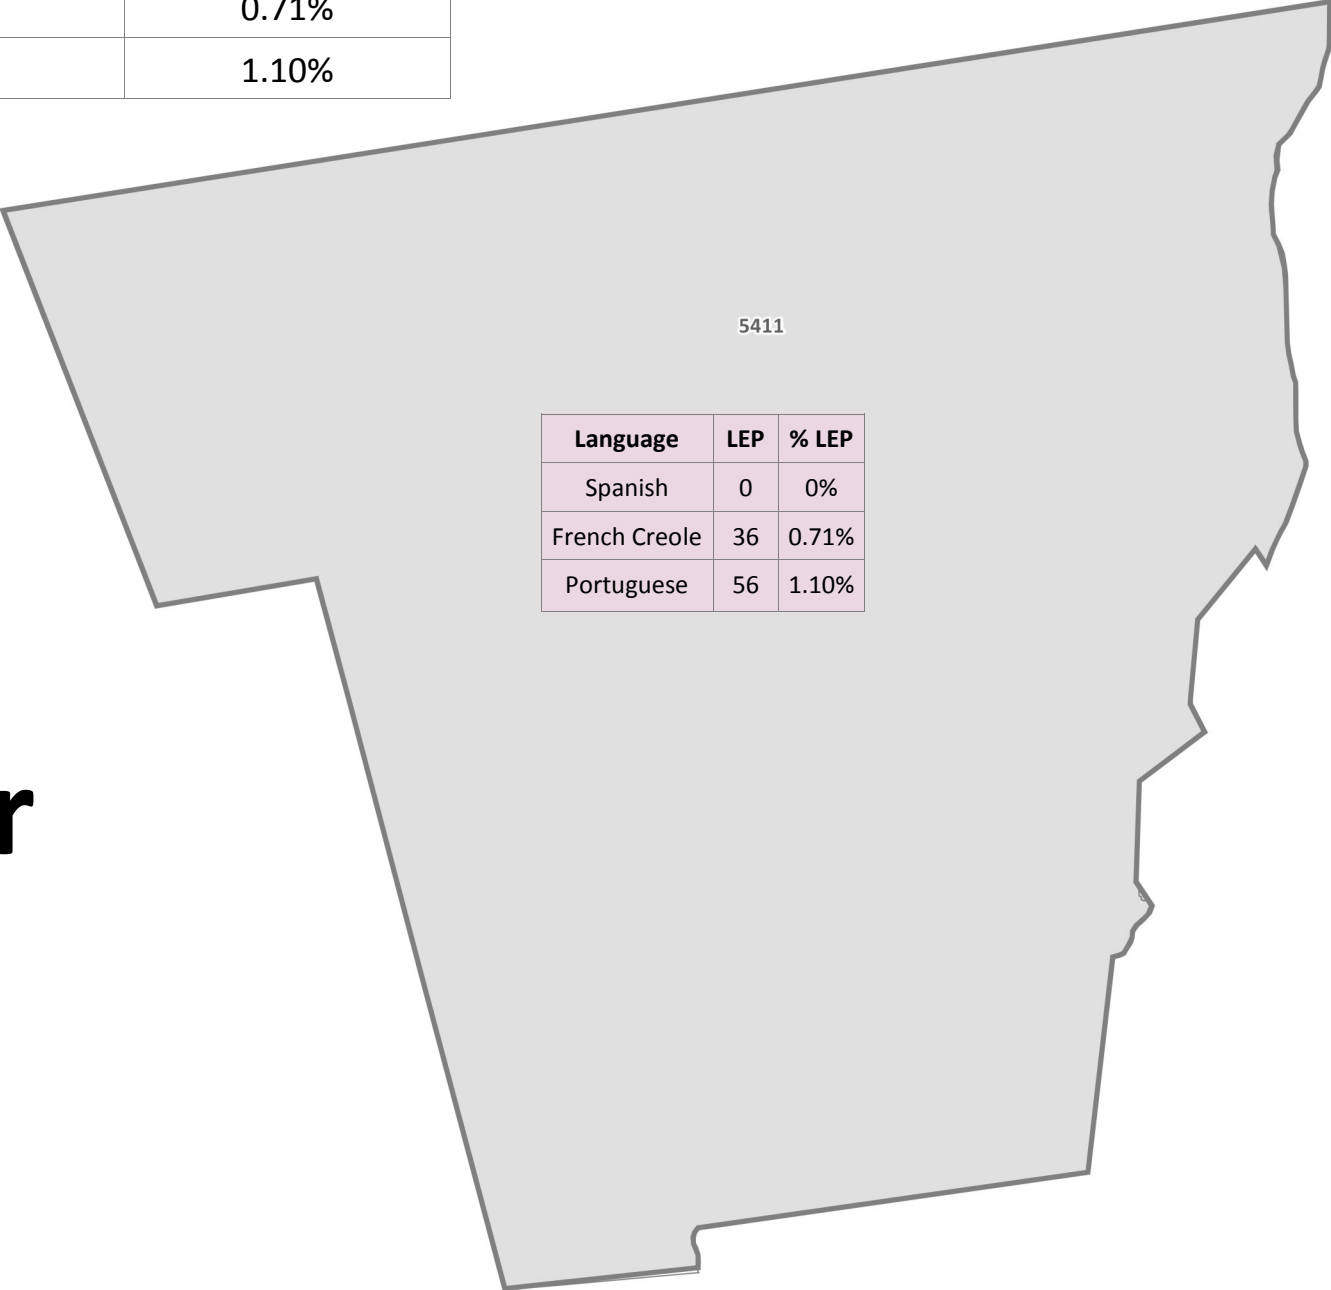 0.71%
1.10%
5411
Language LEP % LEP
Spanish 0 0%
French Creole 36 0.71%
Portuguese 56 1.10%
r